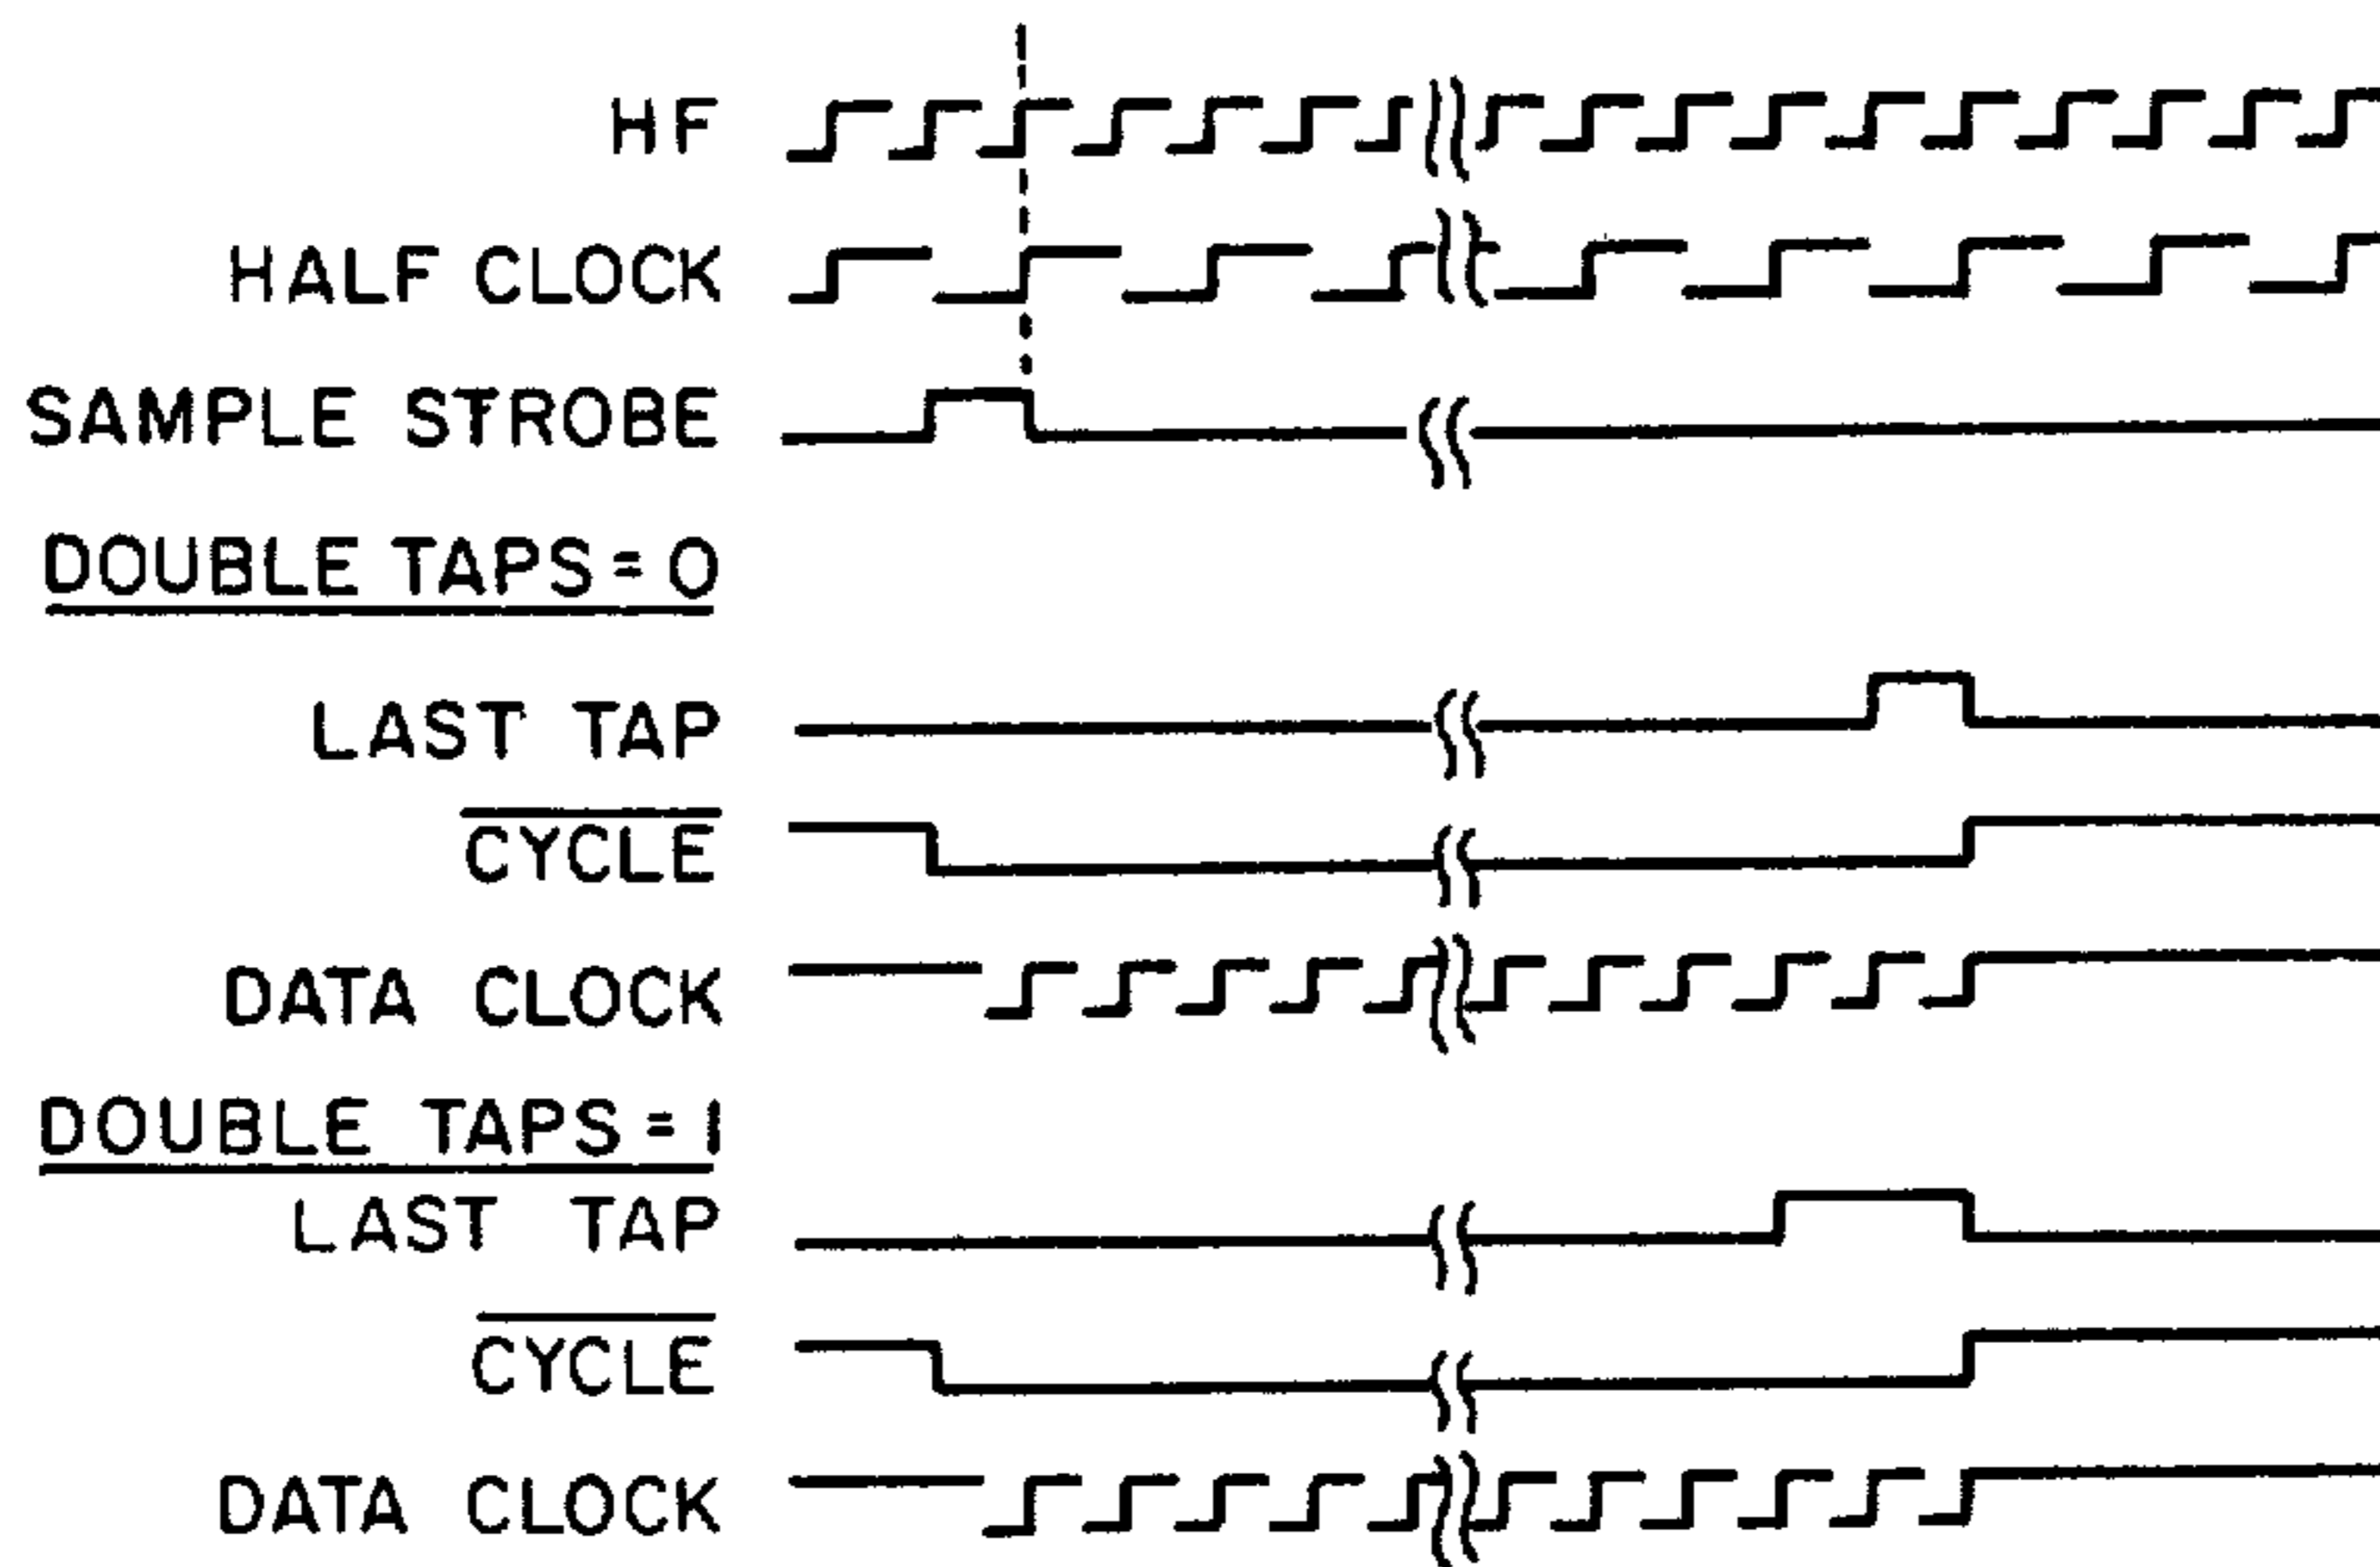 HF
HALF CLOCK
SAMPLE STROBE
DOUBLE TAPS = 0
LAST TAP
CYCLE
DATA CLOCK
DOUBLE TAPS = 1
LAST TAP
CYCLE
DATA CLOCK